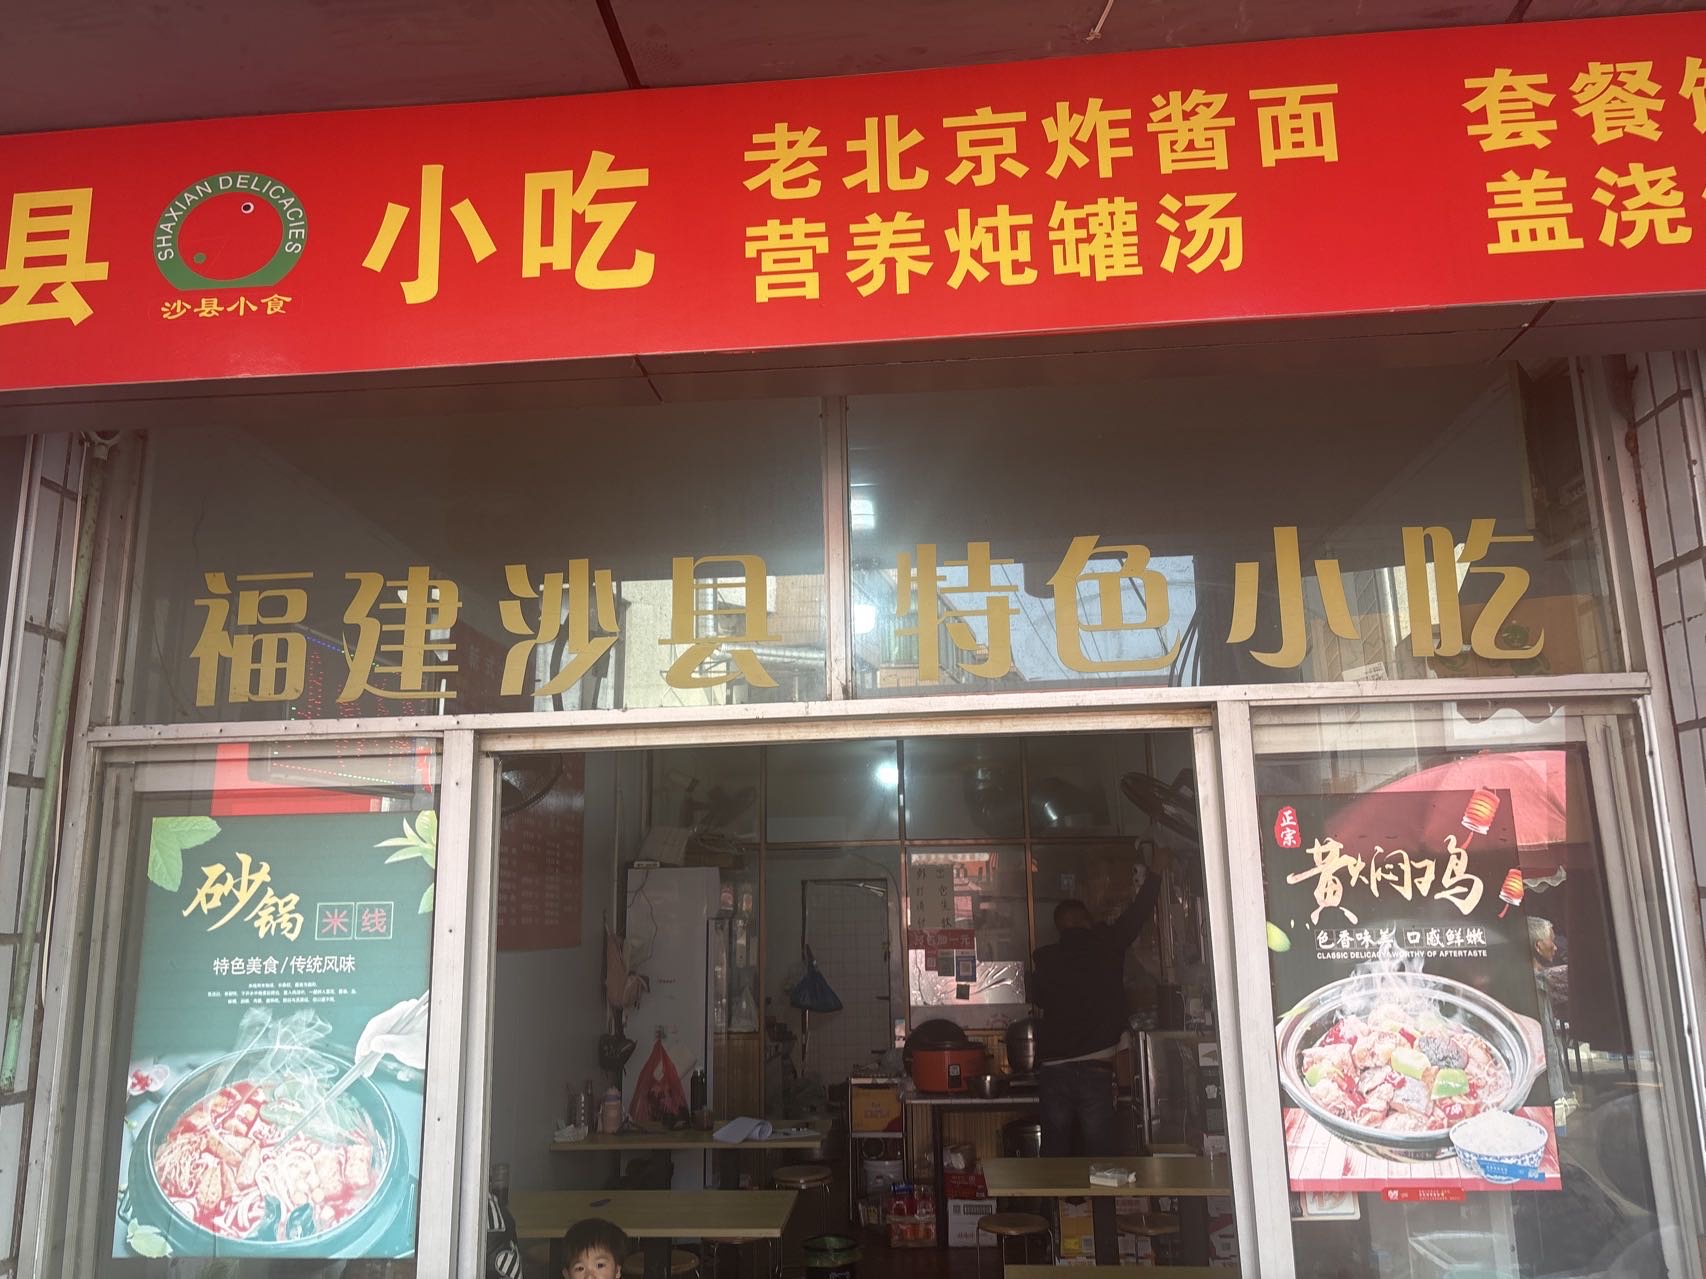 县 小吃
SHAXIAN DELICACIES
沙县小食
老北京炸酱面
营养炖罐汤
套餐
盖浇
福建沙县 特色小吃
砂锅
米线
特色美食/传统风味
正宗
黄焖鸡
色香味美 口感鲜嫩
CLASSIC DELICACY WORTHY OF AFTERTASTE